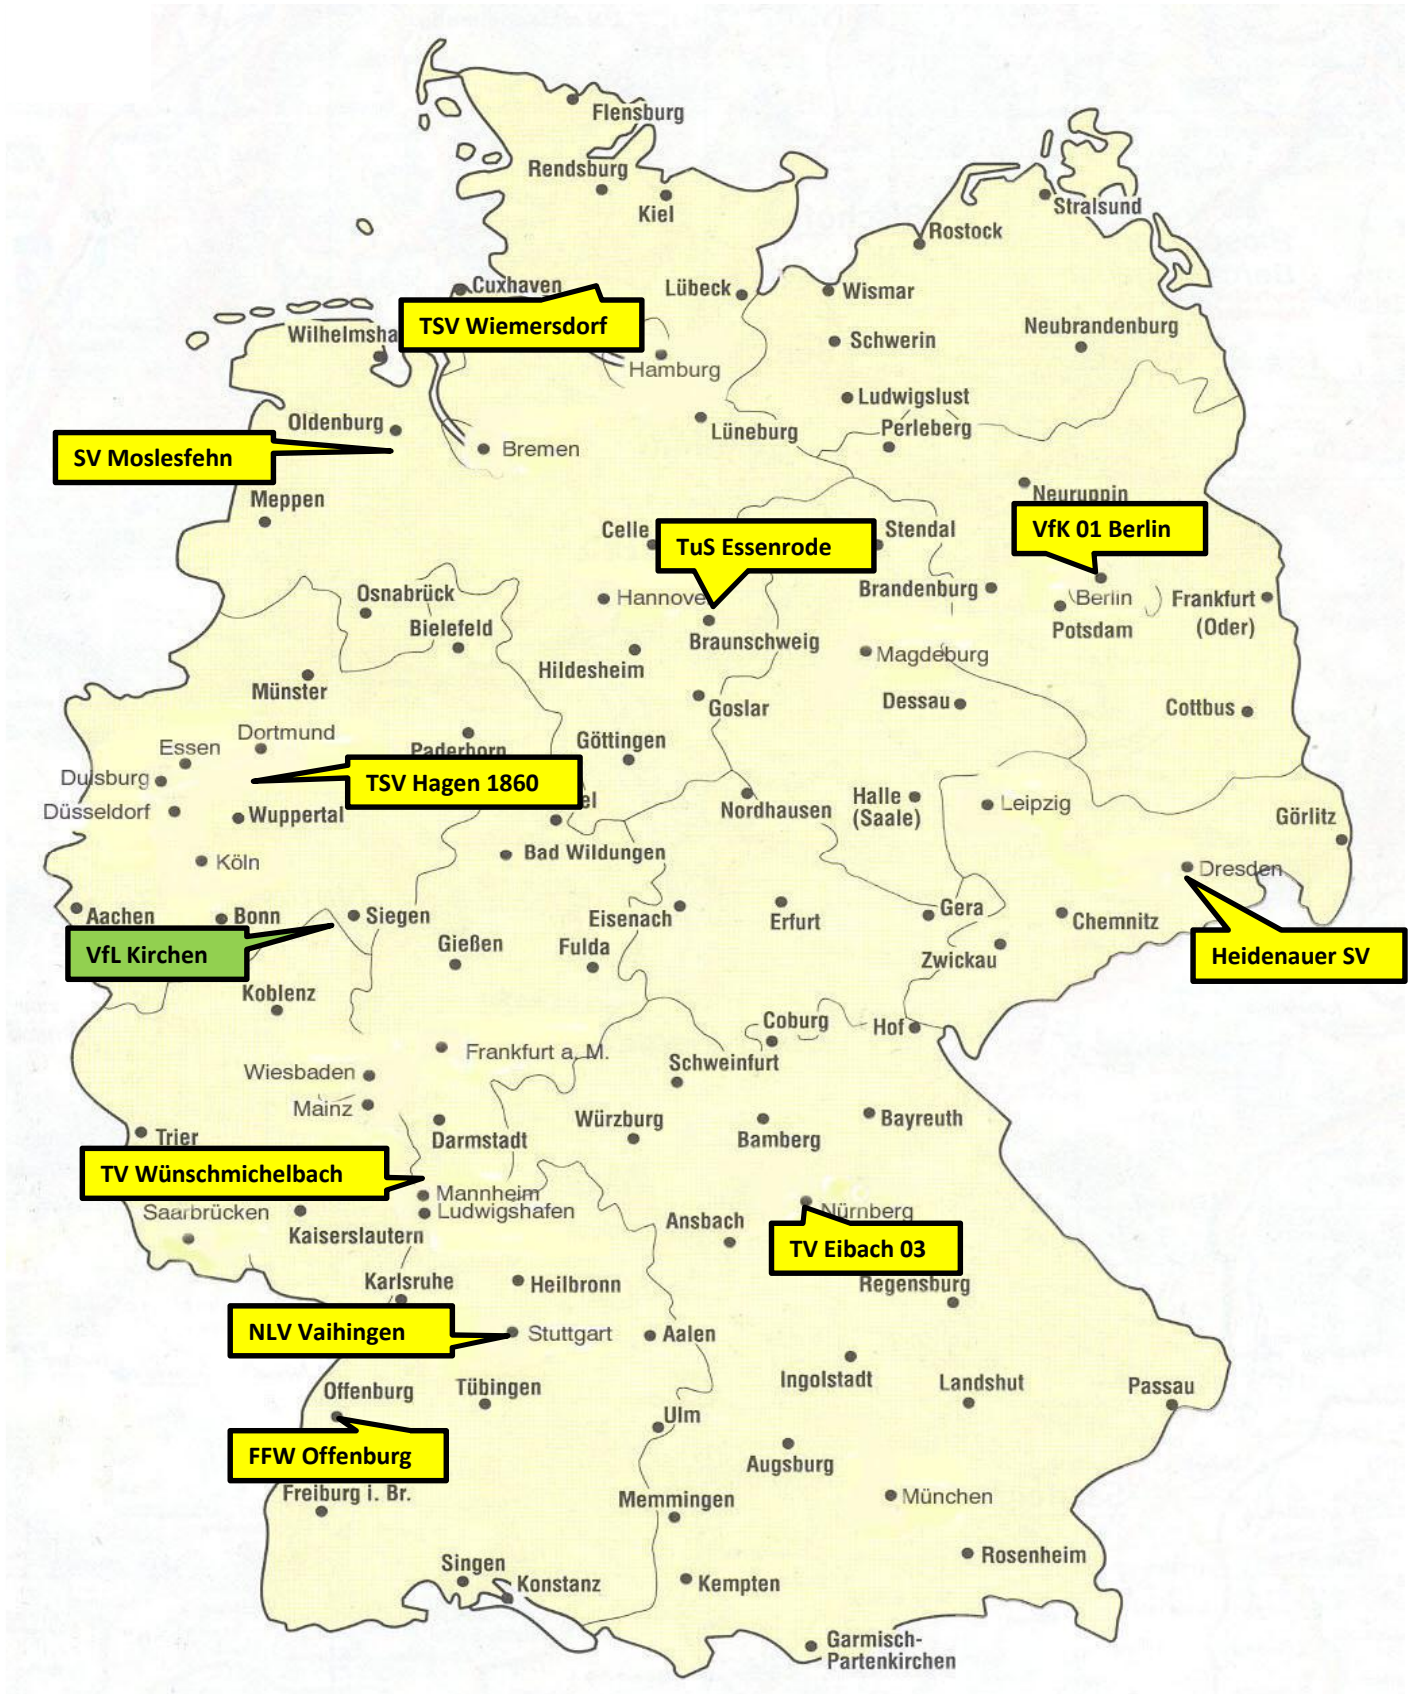 Flensburg
Rendsburg
Kiel
Stralsund
Rostock
Cuxhaven
Lübeck
Wismar
TSV Wiemersdorf
Neubrandenburg
Wilhelmsha
Schwerin
Hamburg
Ludwigslust
Oldenburg
Lüneburg
Perleberg
SV Moslesfehn
Bremen
Meppen
Neuruppin
Celle
TuS Essenrode
Stendal
VfK 01 Berlin
Osnabrück
Hannove
Brandenburg
Berlin
Frankfurt
(Oder)
Bielefeld
Braunschweig
Potsdam
Hildesheim
Magdeburg
Münster
Goslar
Dessau
Cottbus
Dortmund
Essen
Paderborn
Göttingen
Duisburg
TSV Hagen 1860
el
Düsseldorf
Wuppertal
Nordhausen
Halle
(Saale)
Leipzig
Görlitz
Köln
Bad Wildungen
Dresden
Aachen
Bonn
Siegen
Eisenach
Erfurt
Gera
Chemnitz
VfL Kirchen
Gießen
Fulda
Zwickau
Heidenauer SV
Koblenz
Coburg
Hof
Frankfurt a. M.
Schweinfurt
Wiesbaden
Mainz
Würzburg
Bamberg
Bayreuth
Trier
Darmstadt
TV Wünschmichelbach
Mannheim
Saarbrücken
Ludwigshafen
Ansbach
Nürnberg
Kaiserslautern
TV Eibach 03
Karlsruhe
Heilbronn
Regensburg
NLV Vaihingen
Stuttgart
Aalen
Offenburg
Tübingen
Ingolstadt
Landshut
Passau
Ulm
FFW Offenburg
Augsburg
Freiburg i. Br.
Memmingen
München
Singen
Rosenheim
Konstanz
Kempten
Garmisch-
Partenkirchen